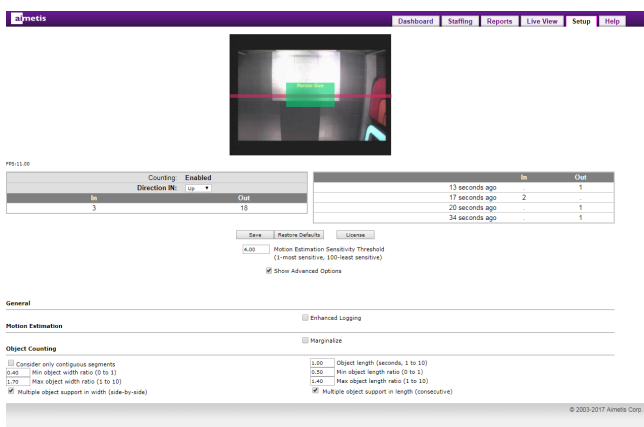 aimetis
Dashboard Staffing Reports Live View Setup Help
Person Size
FPS:11.00
Counting: Enabled
Direction IN: Up
In Out
3 18
In Out
13 seconds ago . 1
17 seconds ago 2 .
20 seconds ago . 1
34 seconds ago . 1
Save Restore Defaults License
4.00 Motion Estimation Sensitivity Threshold
(1-most sensitive, 100-least sensitive)
Show Advanced Options
General
Enhanced Logging
Motion Estimation
Marginalize
Object Counting
Consider only contiguous segments
0.40 Min object width ratio (0 to 1)
1.70 Max object width ratio (1 to 10)
Multiple object support in width (side-by-side)
1.00 Object length (seconds, 1 to 10)
0.50 Min object length ratio (0 to 1)
1.40 Max object length ratio (1 to 10)
Multiple object support in length (consecutive)
© 2003-2017 Aimetis Corp.